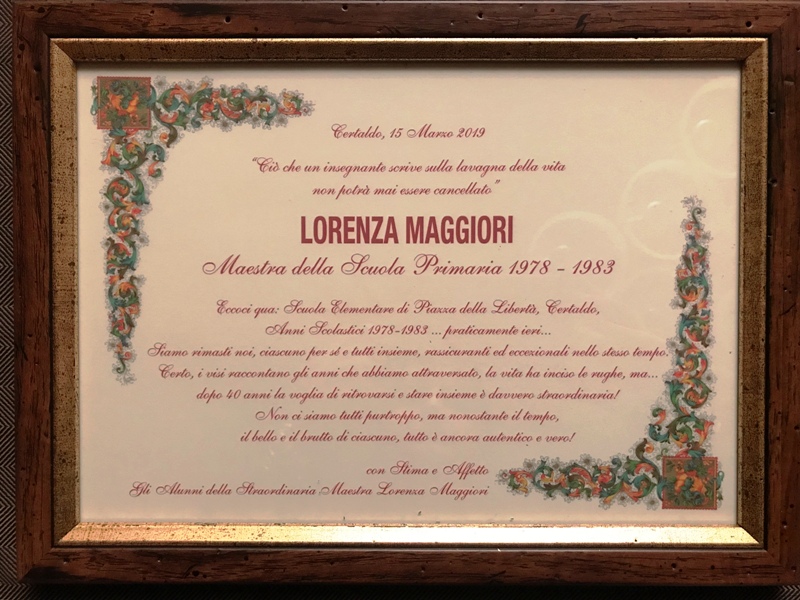 Certaldo, 15 Marzo 2019
"Ciò che un insegnante scrive sulla lavagna della vita
non potrà mai essere cancellato"
LORENZA MAGGIORI
Maestra della Scuola Primaria 1978 - 1983
Eccoci qua: Scuola Elementare di Piazza della Libertà, Certaldo,
Anni Scolastici 1978-1983 ... praticamente ieri...
Siamo rimasti noi, ciascuno per sé e tutti insieme, rassicuranti ed eccezionali nello stesso tempo.
Certo, i visi raccontano gli anni che abbiamo attraversato, la vita ha inciso le rughe, ma...
dopo 40 anni la voglia di ritrovarsi e stare insieme è davvero straordinaria!
Non ci siamo tutti purtroppo, ma nonostante il tempo,
il bello e il brutto di ciascuno, tutto è ancora autentico e vero!
con Stima e Affetto
Gli Alunni della Straordinaria Maestra Lorenza Maggiori